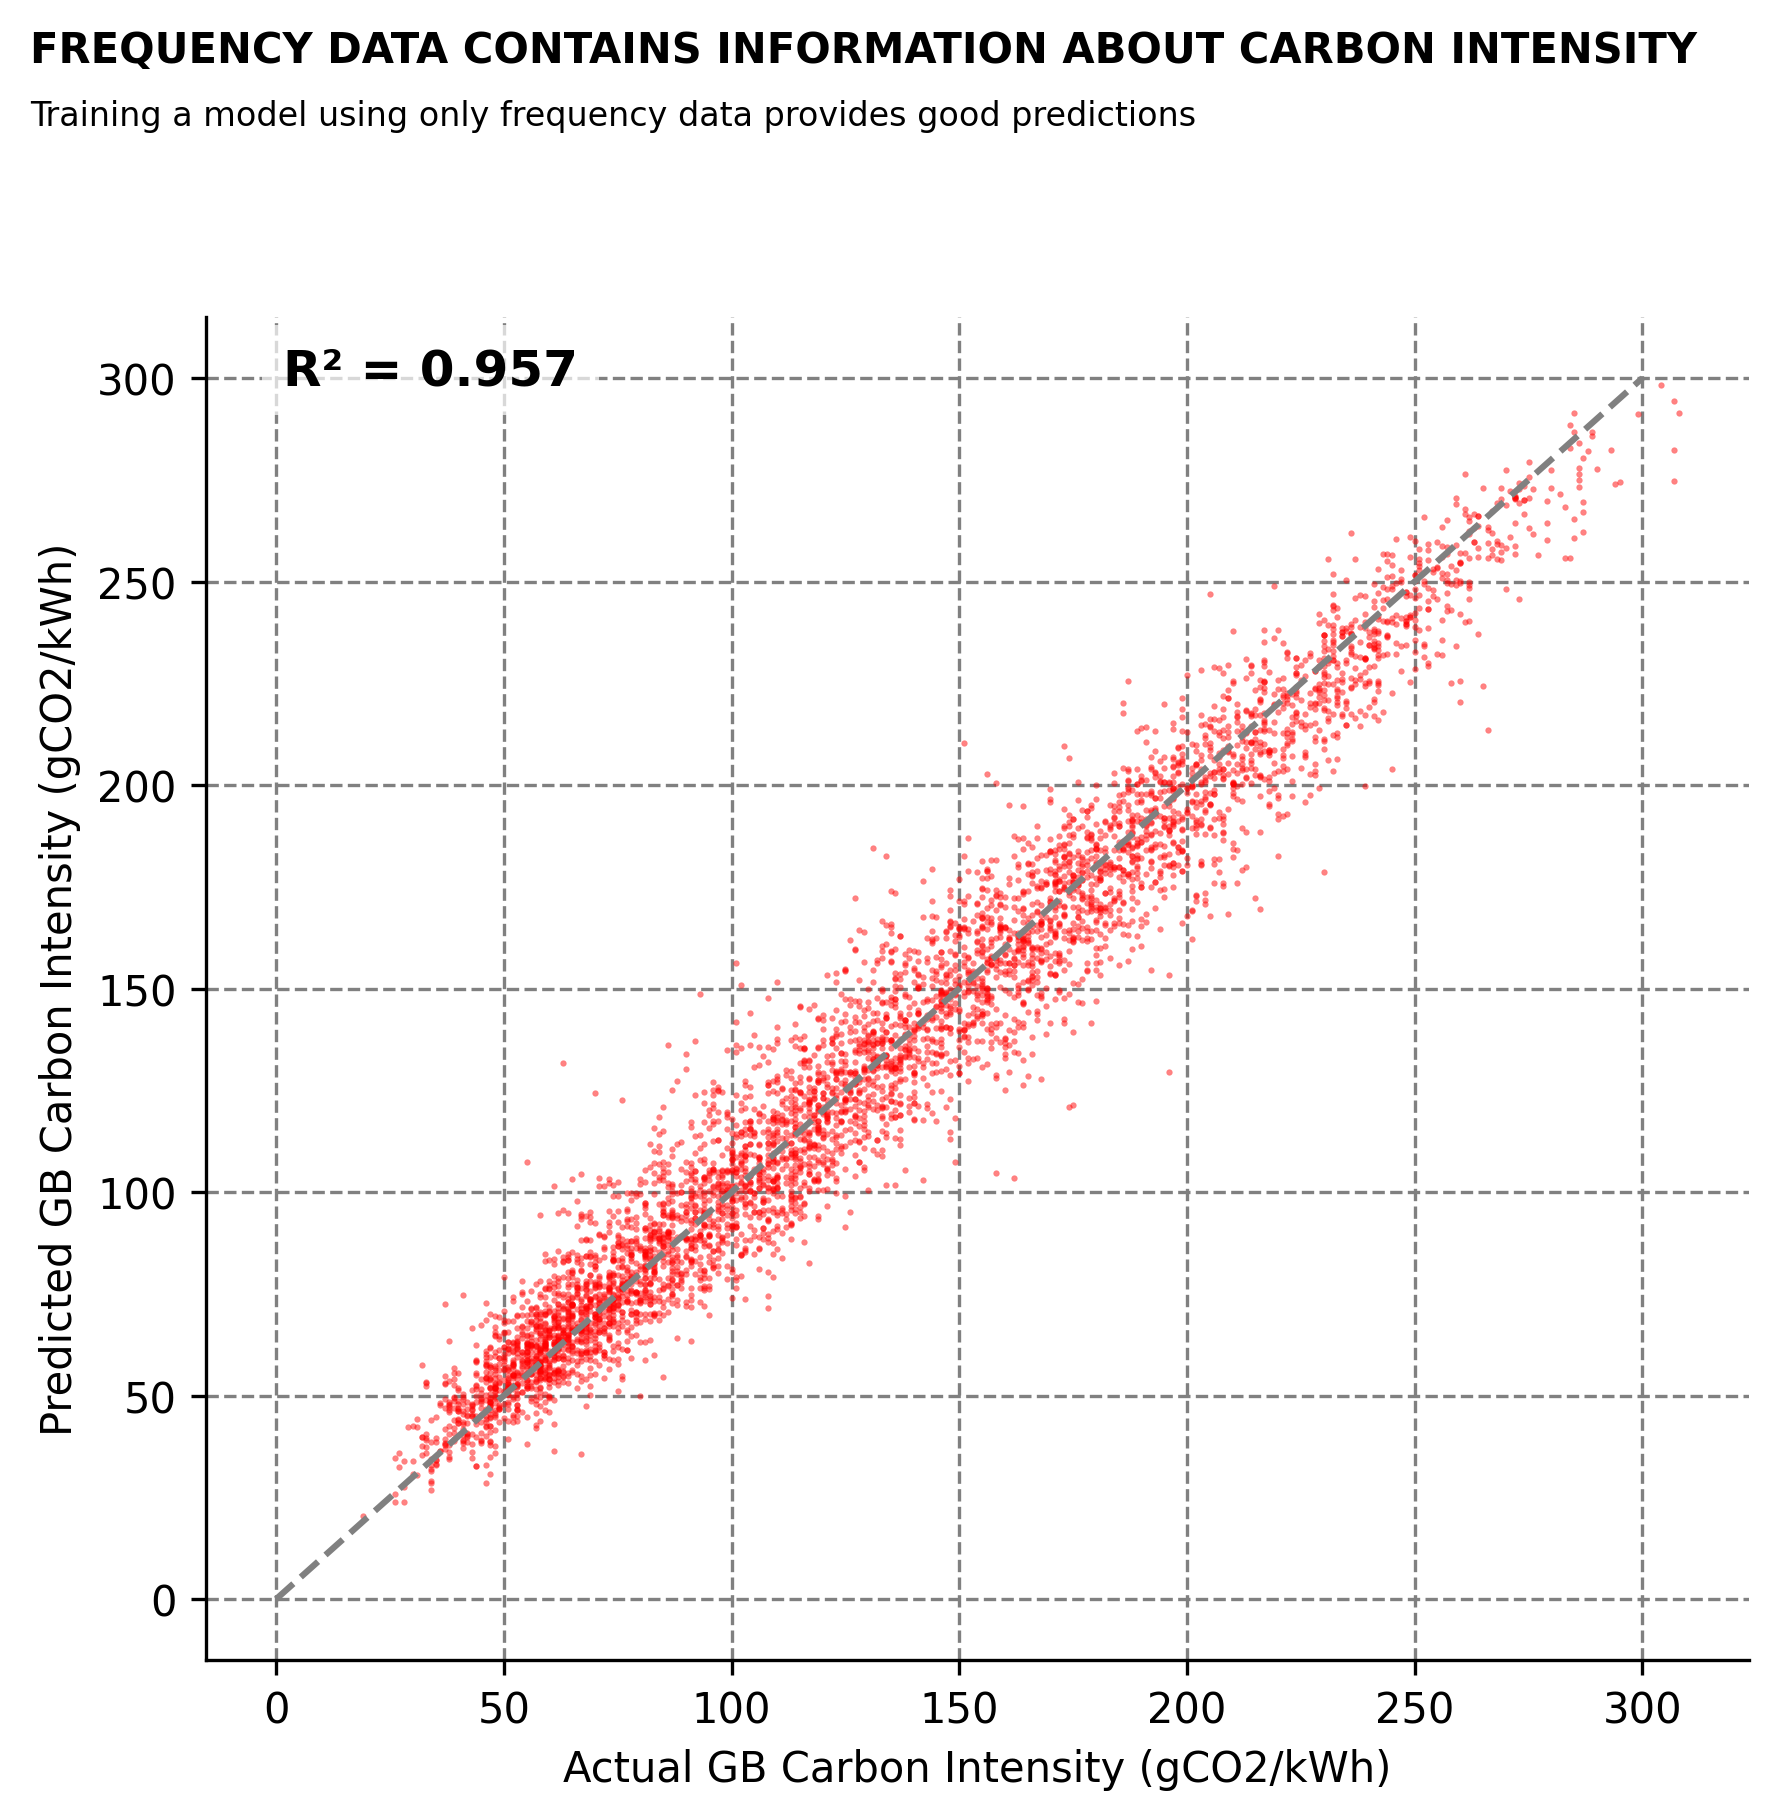 FREQUENCY DATA CONTAINS INFORMATION ABOUT CARBON INTENSITY
Training a model using only frequency data provides good predictions
R² = 0.957
300
250
200
150
100
50
0
Predicted GB Carbon Intensity (gCO2/kWh)
0 50 100 150 200 250 300
Actual GB Carbon Intensity (gCO2/kWh)